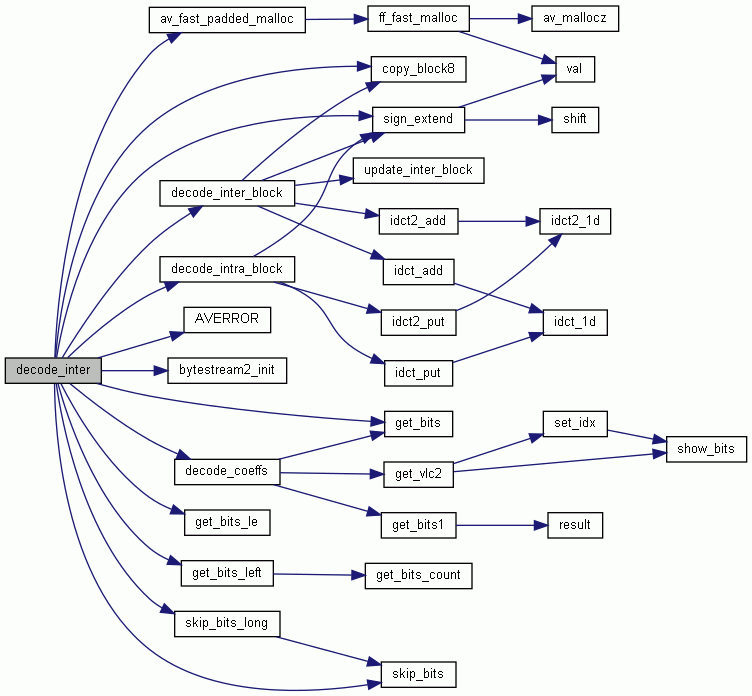 av_fast_padded_malloc
ff_fast_malloc
av_mallocz
copy_block8
val
sign_extend
shift
update_inter_block
decode_inter_block
idct2_add
idct2_1d
decode_intra_block
idct_add
AVERROR
idct2_put
idct_1d
decode_inter
bytestream2_init
idct_put
get_bits
set_idx
show_bits
decode_coeffs
get_vlc2
get_bits_le
get_bits1
result
get_bits_left
get_bits_count
skip_bits_long
skip_bits